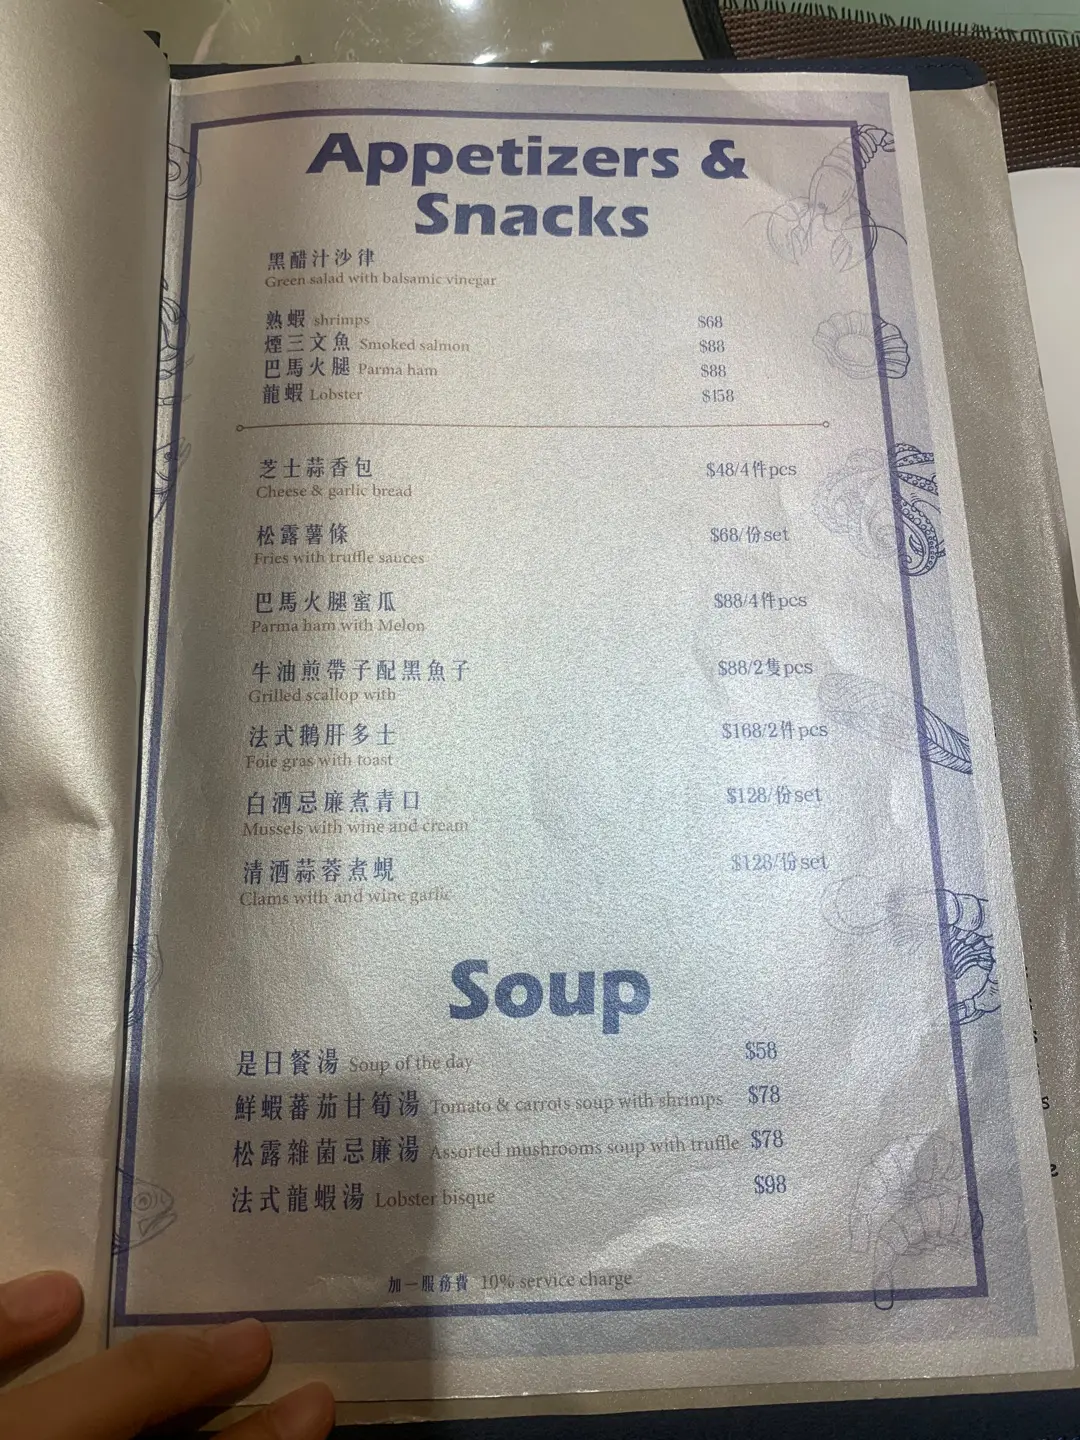 Appetizers &
Snacks
黑醋汁沙律
Green salad with balsamic vinegar
熟蝦 shrimps $68
煙三文魚 Smoked salmon $88
巴馬火腿 Parma ham $88
龍蝦 Lobster $158
芝士蒜香包 $48/4件pcs
Cheese & garlic bread
松露薯條 $68/份set
Fries with truffle sauces
巴馬火腿蜜瓜 $88/4件pcs
Parma ham with Melon
牛油煎帶子配黑魚子 $88/2隻pcs
Grilled scallop with
法式鵝肝多士 $168/2件pcs
Foie gras with toast
白酒忌廉煮青口 $128/份set
Mussels with wine and cream
清酒蒜蓉煮蜆 $128/份set
Clams with and wine garlic
Soup
是日餐湯 Soup of the day $58
鮮蝦蕃茄甘筍湯 Tomato & carrots soup with shrimps $78
松露雜菌忌廉湯 Assorted mushrooms soup with truffle $78
法式龍蝦湯 Lobster bisque $98
加一服務費 10% service charge